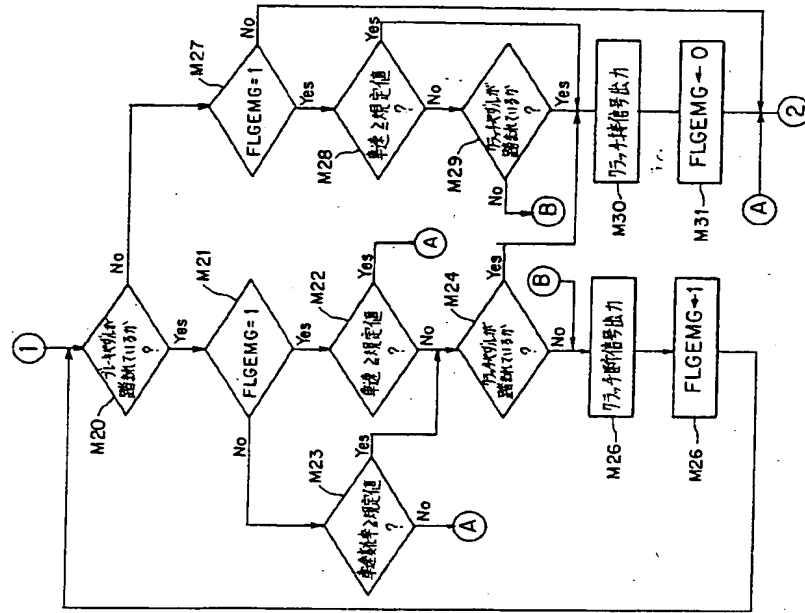 ①
ブレーキペダルが
踏まれているか
?
M20
No
Yes
M21
FLGEMG=1
No
Yes
M22
車速≧規定値
?
Yes
Ⓐ
No
M23
車速変化率≧規定値
?
Yes
No
Ⓐ
M24
クラッチペダルが
踏まれているか
?
Yes
No
Ⓑ
クラッチ断信号出力
M26
FLGEMG←1
M26
M27
FLGEMG=1
No
Yes
車速≧規定値
?
M28
Yes
No
クラッチペダルが
踏まれているか
?
M29
No
Ⓑ
Yes
クラッチ接信号出力
M30
FLGEMG←0
M31
Ⓐ
②